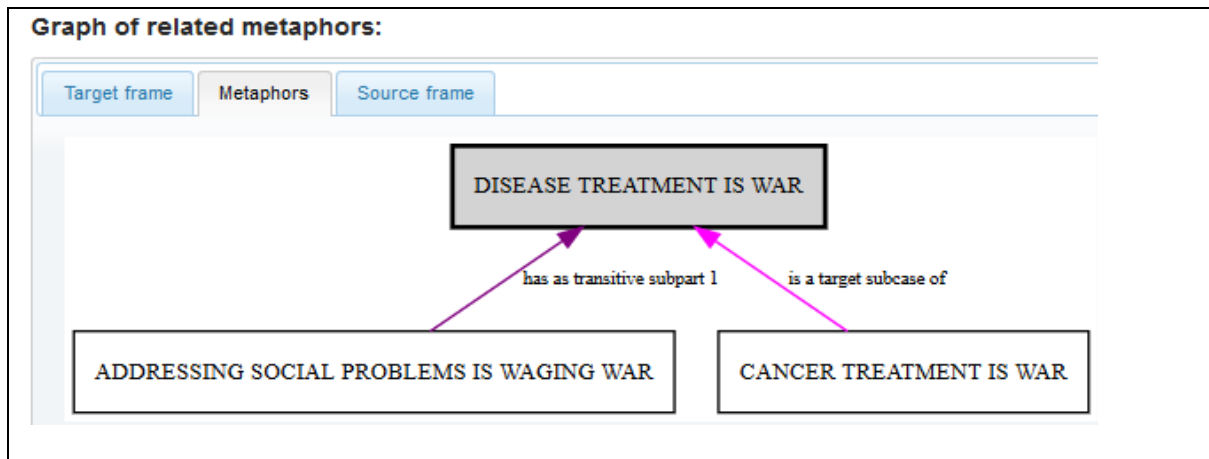 Graph of related metaphors:
Target frame
Metaphors
Source frame
DISEASE TREATMENT IS WAR
has as transitive subpart 1
is a target subcase of
ADDRESSING SOCIAL PROBLEMS IS WAGING WAR
CANCER TREATMENT IS WAR